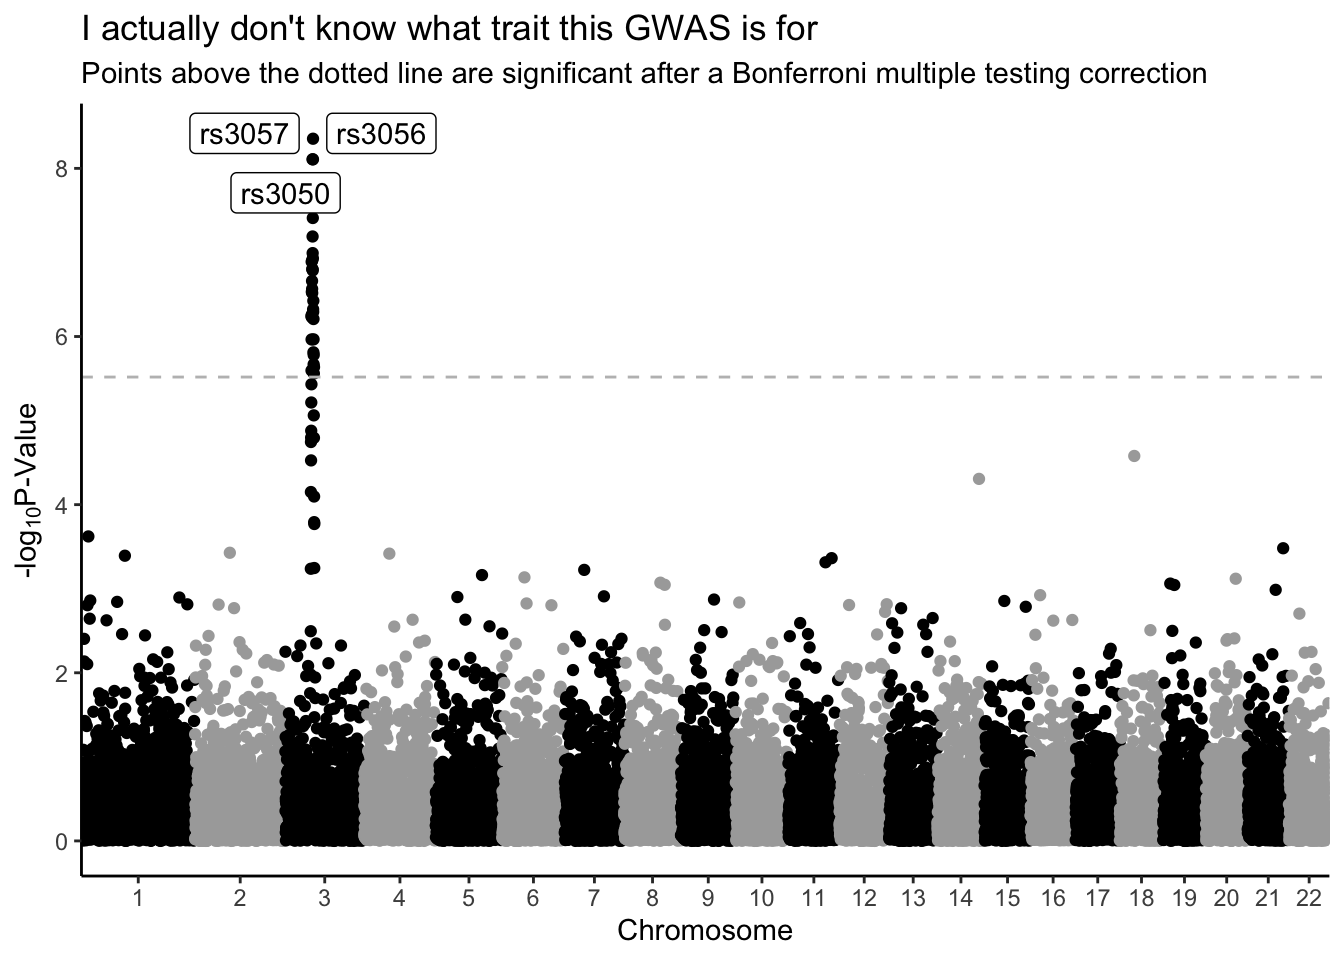 I actually don't know what trait this GWAS is for
Points above the dotted line are significant after a Bonferroni multiple testing correction
rs3057
rs3056
rs3050
8
6
4
2
0
-log₁₀P-Value
1 2 3 4 5 6 7 8 9 10 11 12 13 14 15 16 17 18 19 20 21 22
Chromosome